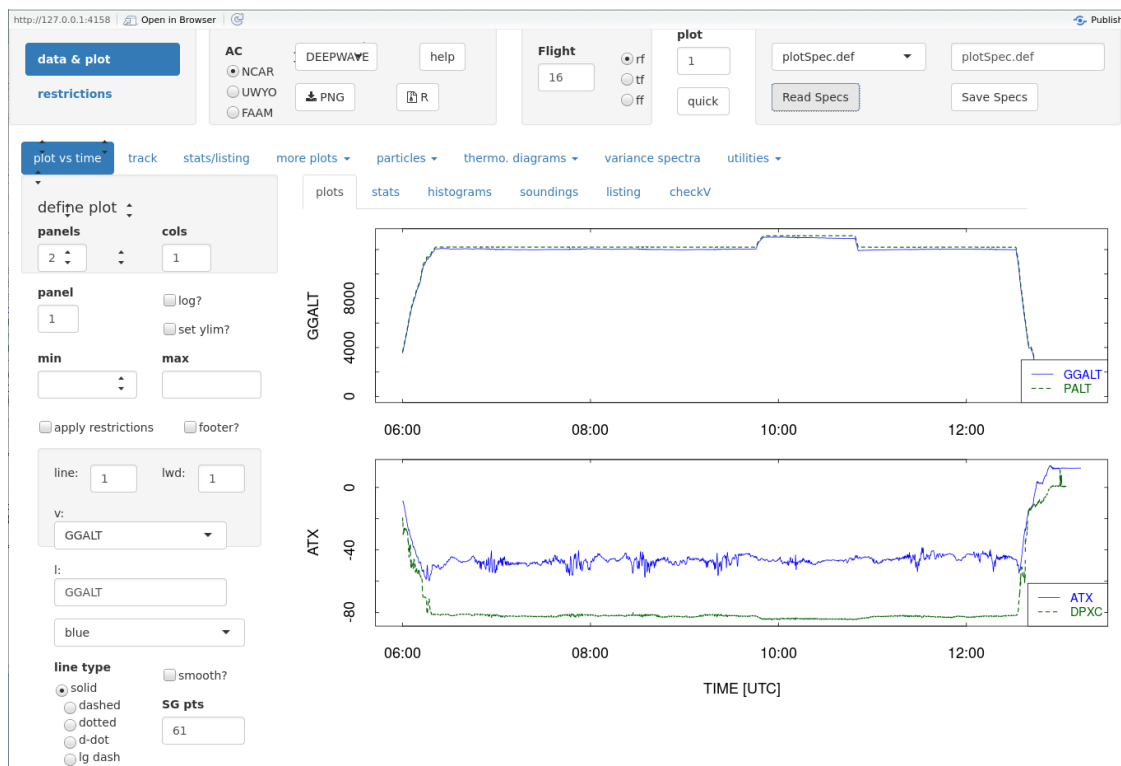 http://127.0.0.1:4158 Open in Browser Publish
data & plot
restrictions
AC
NCAR
UWYO
FAAM
DEEPWAVE
help
PNG
R
Flight
16
rf
tf
ff
plot
1
quick
plotSpec.def
plotSpec.def
Read Specs
Save Specs
plot vs time track stats/listing more plots particles thermo. diagrams variance spectra utilities
define plot
panels cols
2 1
panel
1
log?
set ylim?
min max
apply restrictions footer?
line: 1 lwd: 1
v:
GGALT
l:
GGALT
blue
line type
solid
dashed
dotted
d-dot
lg dash
smooth?
SG pts
61
plots stats histograms soundings listing checkV
GGALT
8000
4000
0
GGALT
PALT
06:00 08:00 10:00 12:00
ATX
0
-40
-80
ATX
DPXC
06:00 08:00 10:00 12:00
TIME [UTC]